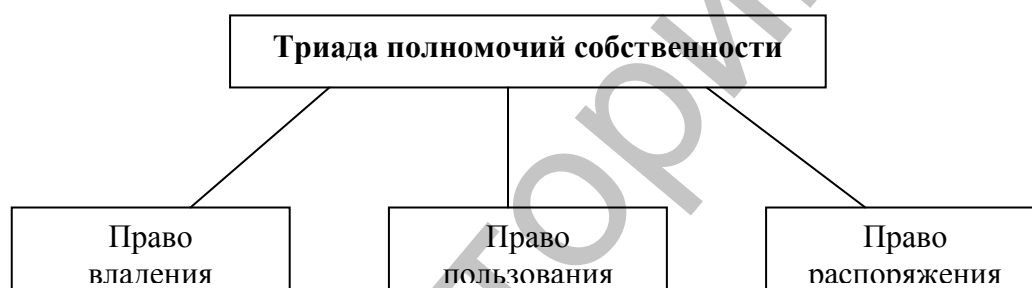 Триада полномочий собственности
Право
владения
Право
пользования
Право
распоряжения